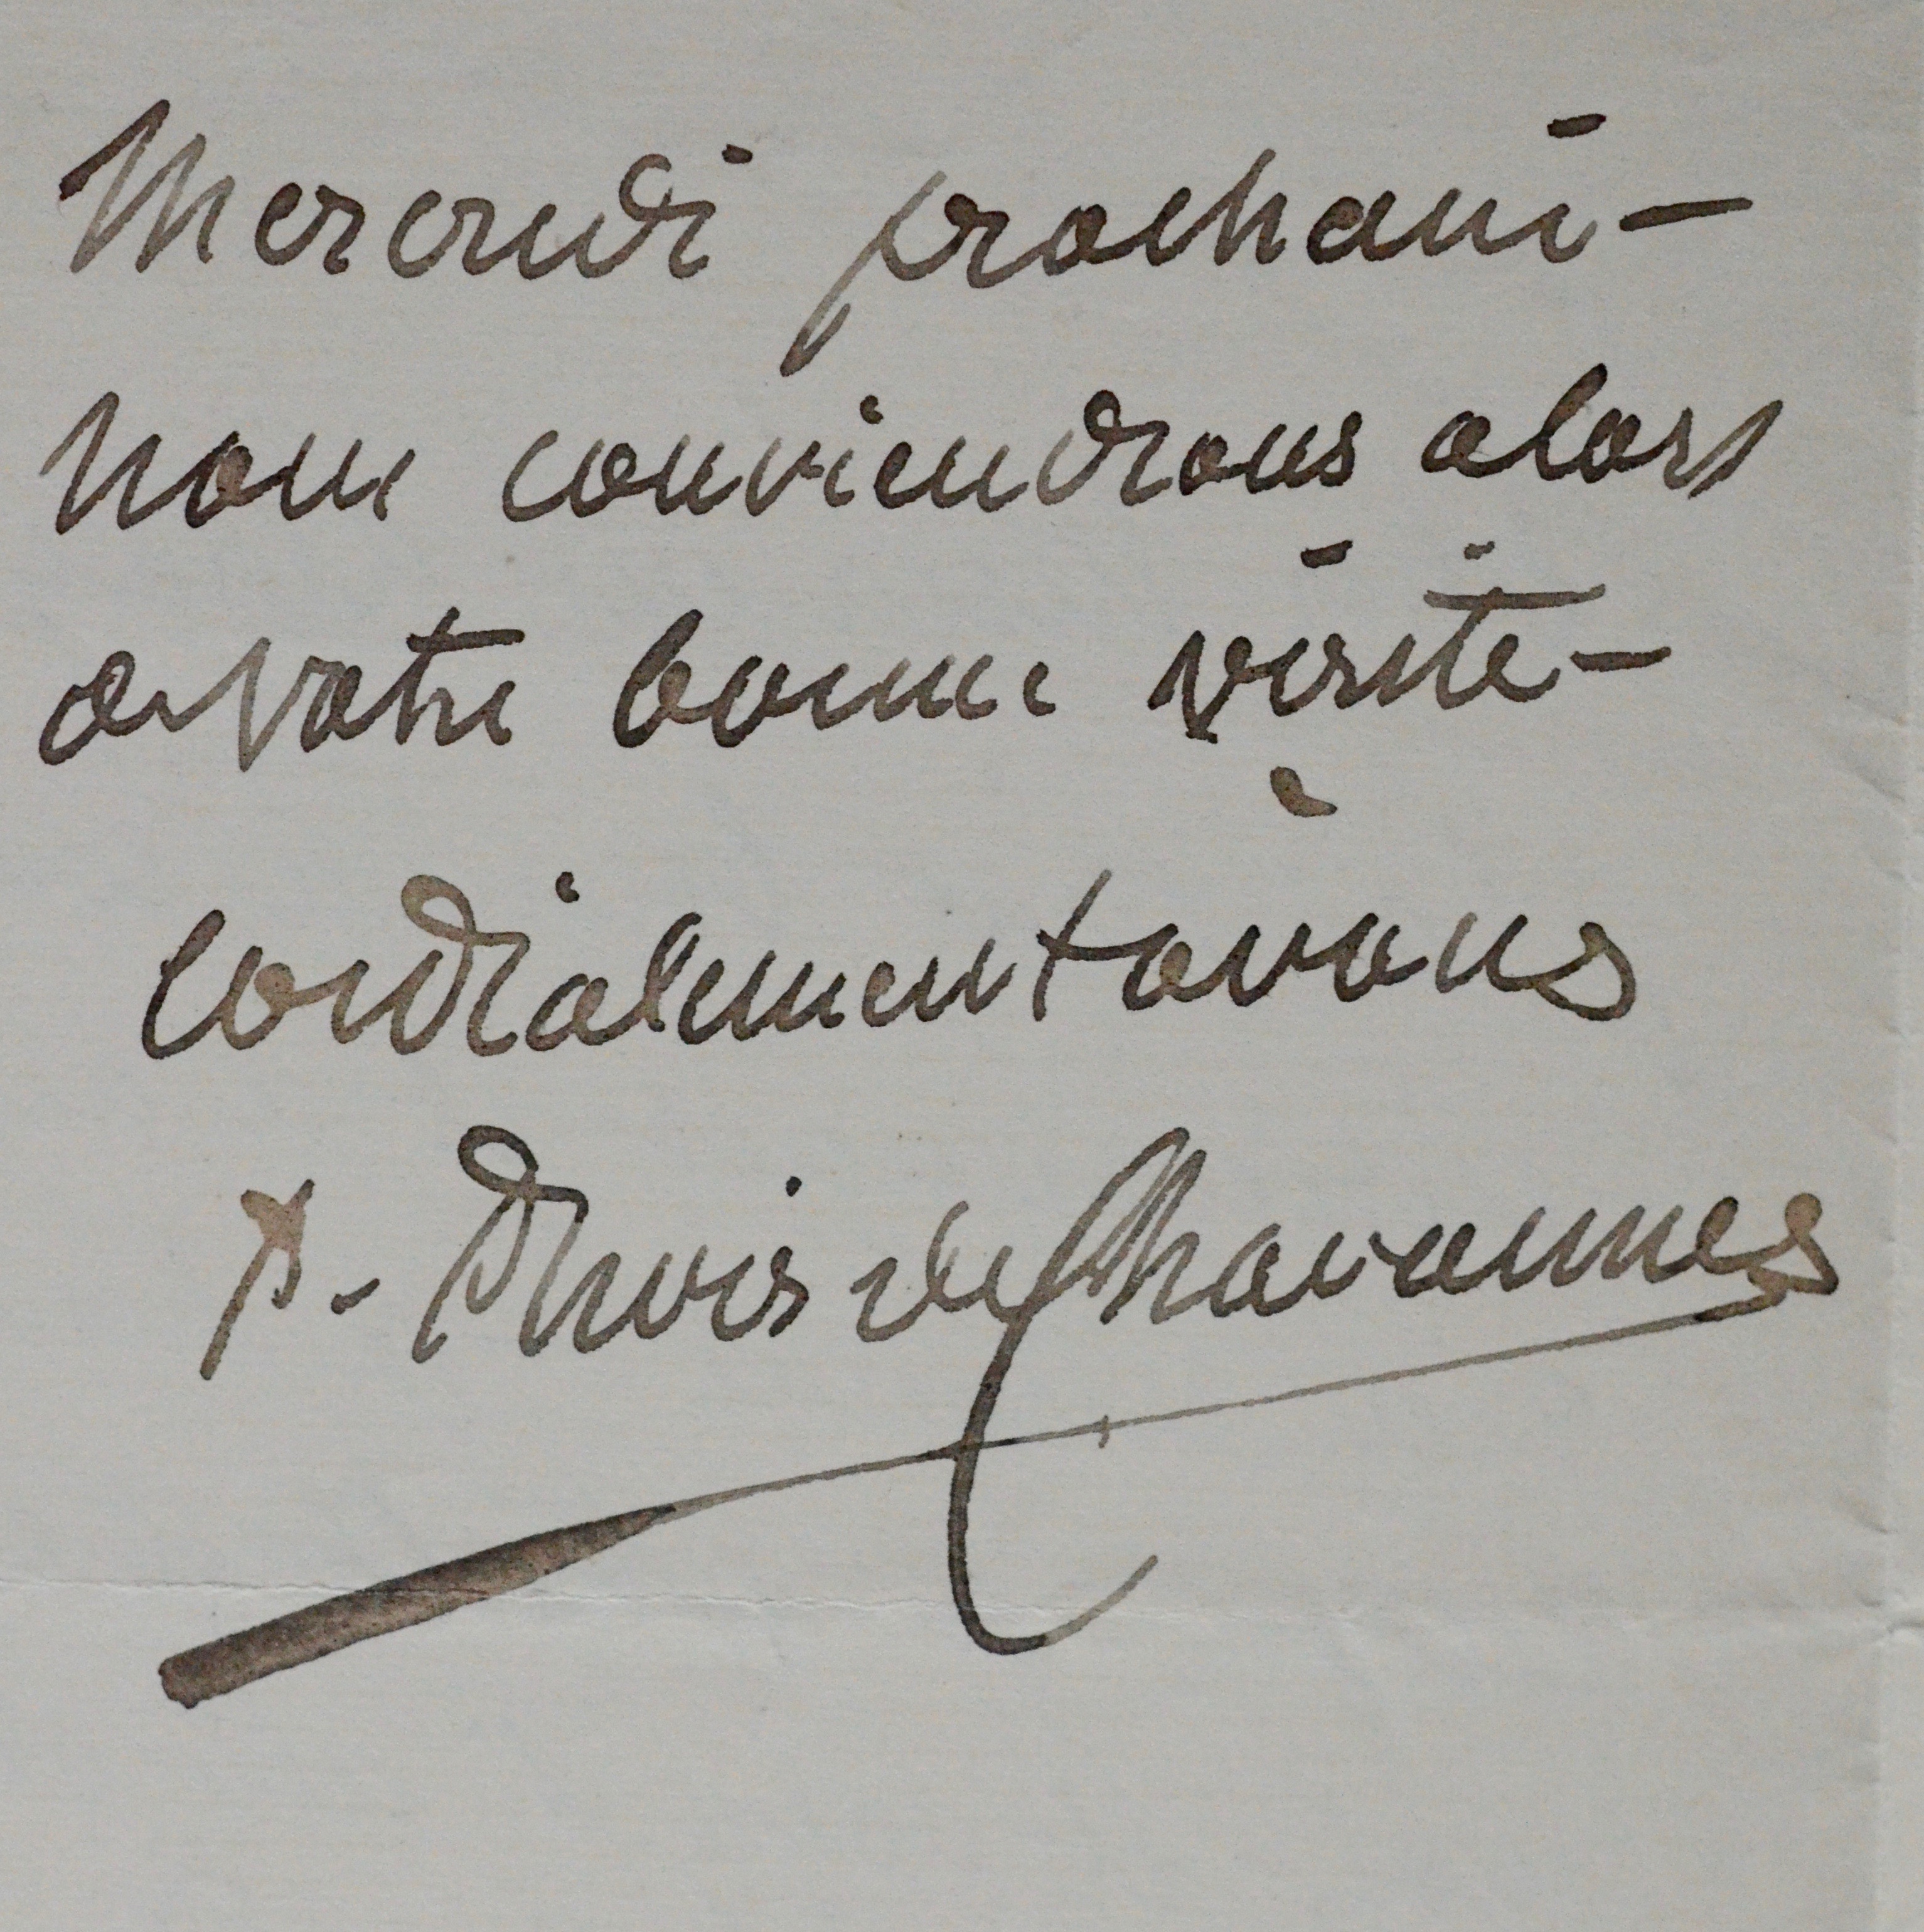 Mercredi prochain –
nous conviendrons alors
de votre bonne visite –
Cordialement à vous
P. Puvis de Chavannes